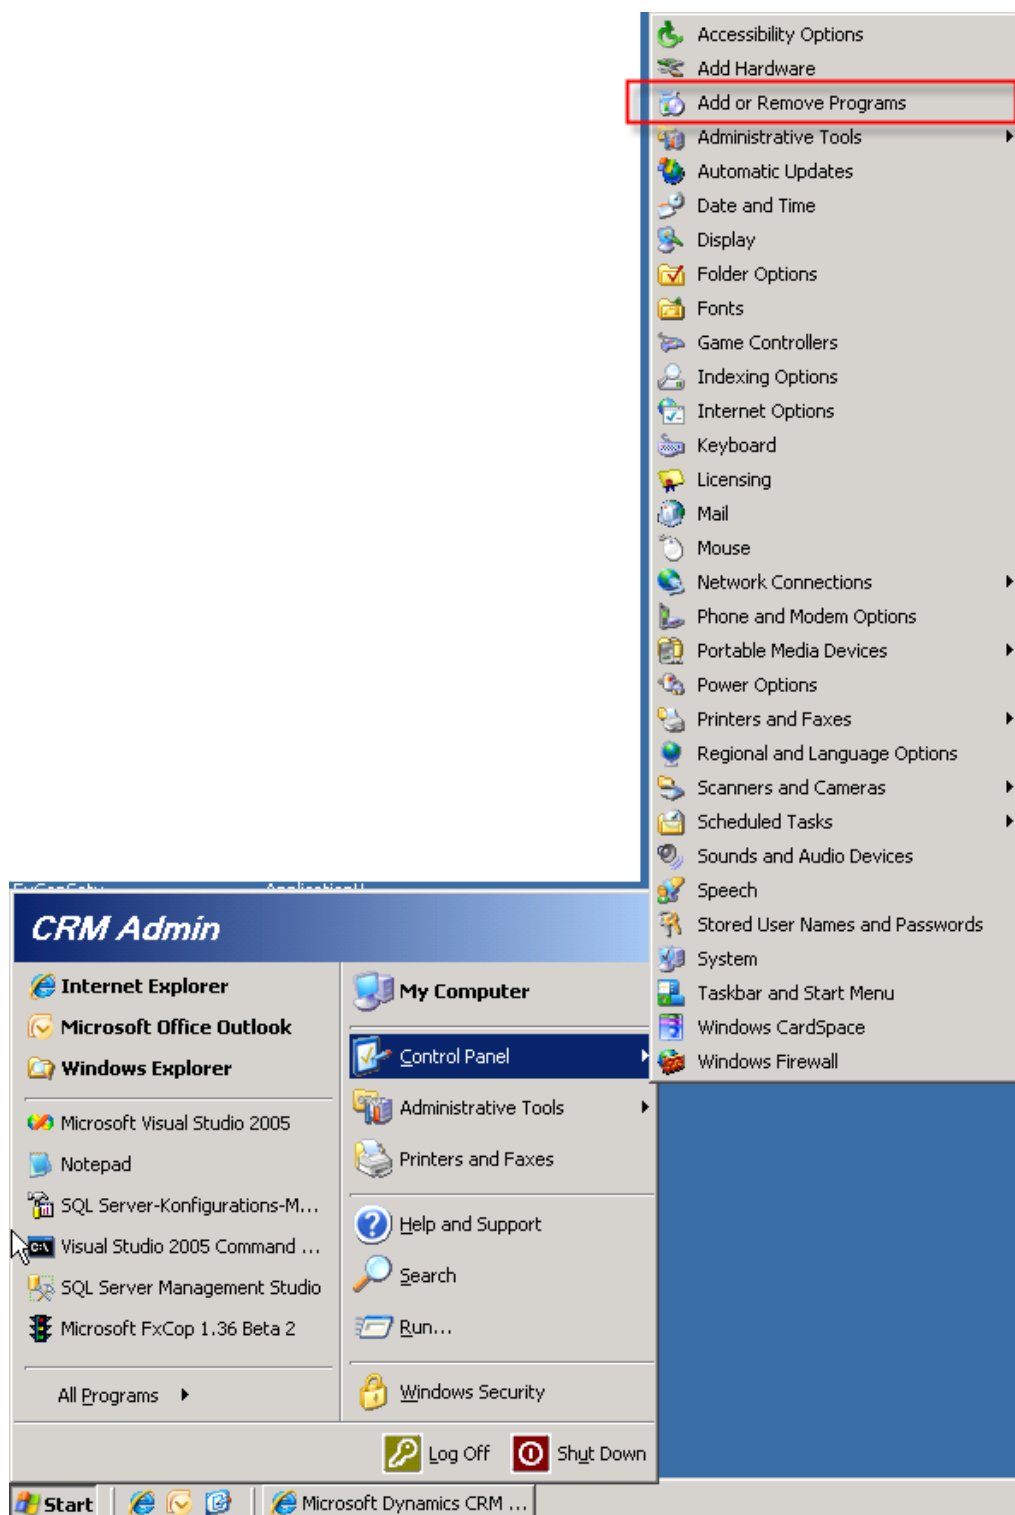 Accessibility Options
Add Hardware
Add or Remove Programs
Administrative Tools
Automatic Updates
Date and Time
Display
Folder Options
Fonts
Game Controllers
Indexing Options
Internet Options
Keyboard
Licensing
Mail
Mouse
Network Connections
Phone and Modem Options
Portable Media Devices
Power Options
Printers and Faxes
Regional and Language Options
Scanners and Cameras
Scheduled Tasks
Sounds and Audio Devices
Speech
Stored User Names and Passwords
System
Taskbar and Start Menu
Windows CardSpace
Windows Firewall
CRM Admin
Internet Explorer
Microsoft Office Outlook
Windows Explorer
Microsoft Visual Studio 2005
Notepad
SQL Server-Konfigurations-M...
Visual Studio 2005 Command ...
SQL Server Management Studio
Microsoft FxCop 1.36 Beta 2
All Programs
My Computer
Control Panel
Administrative Tools
Printers and Faxes
Help and Support
Search
Run...
Windows Security
Log Off
Shut Down
Start
Microsoft Dynamics CRM ...